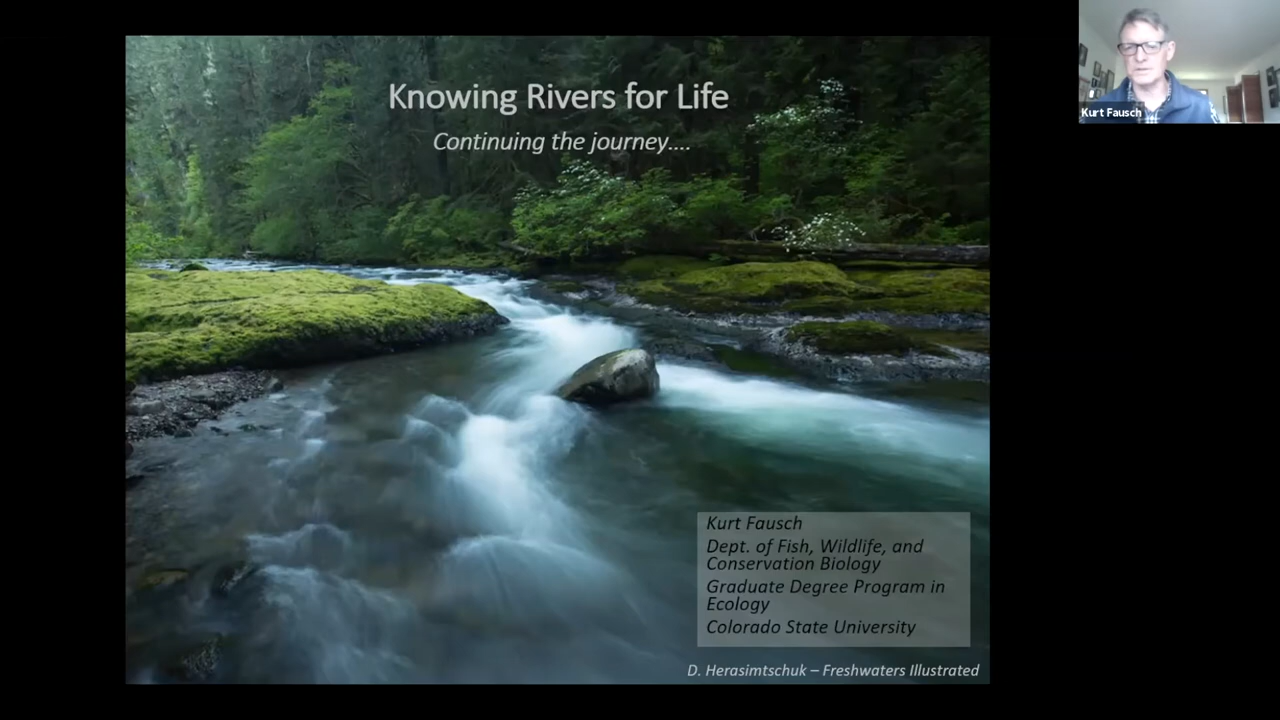 Knowing Rivers for Life
Continuing the journey....
Kurt Fausch
Kurt Fausch
Dept. of Fish, Wildlife, and
Conservation Biology
Graduate Degree Program in
Ecology
Colorado State University
D. Herasimtschuk – Freshwaters Illustrated